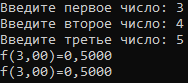 Введите первое число: 3
Введите второе число: 4
Введите третье число: 5
f(3,00)=0,5000
f(3,00)=0,5000